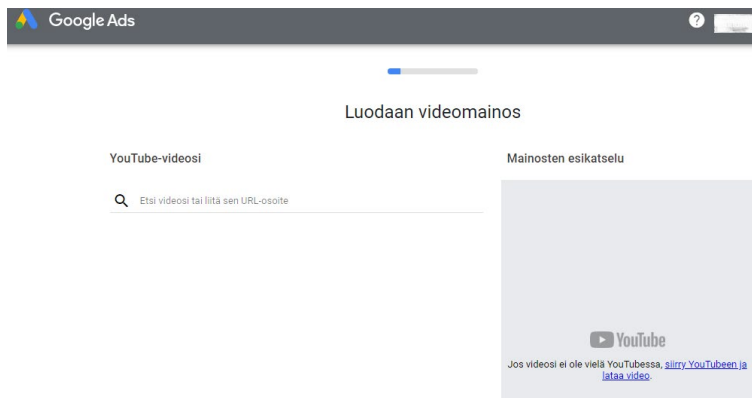 Google Ads
Luodaan videomainos
YouTube-videosi
Etsi videosi tai liitä sen URL-osoite
Mainosten esikatselu
YouTube
Jos videosi ei ole vielä YouTubessa, siirry YouTubeen ja
lataa video.